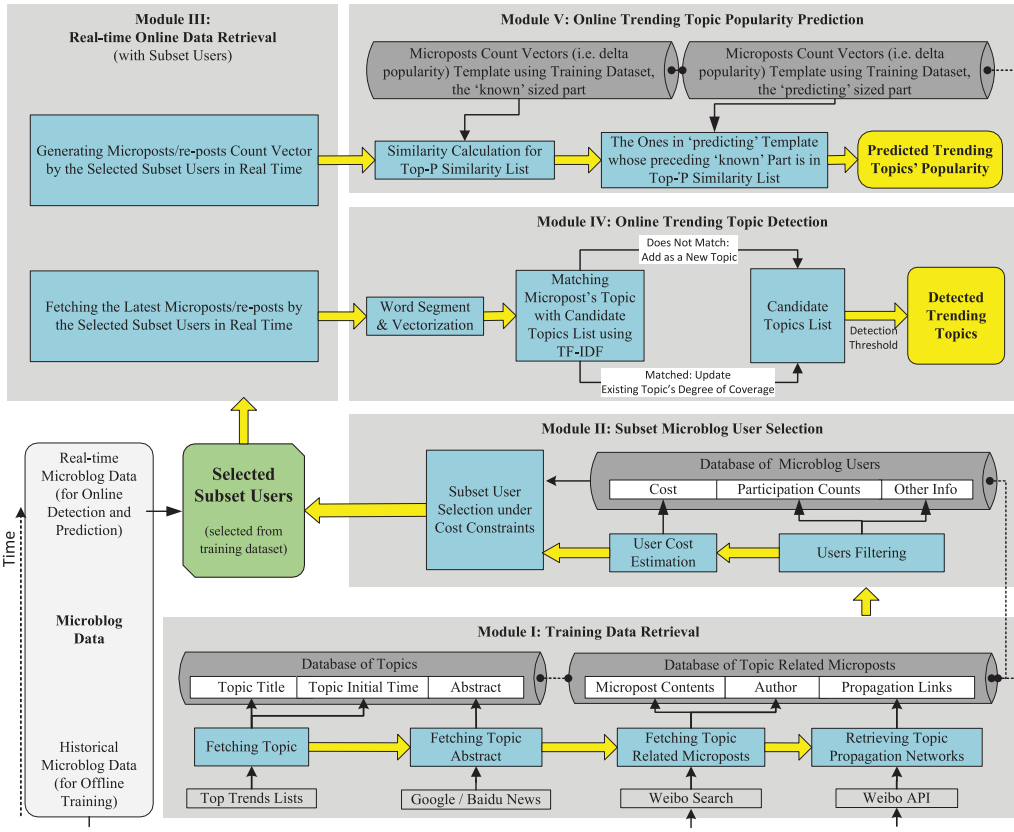 Module III:
Real-time Online Data Retrieval
(with Subset Users)
Generating Microposts/re-posts Count Vector
by the Selected Subset Users in Real Time
Fetching the Latest Microposts/re-posts by
the Selected Subset Users in Real Time
Module V: Online Trending Topic Popularity Prediction
Microposts Count Vectors (i.e. delta
popularity) Template using Training Dataset,
the ‘known’ sized part
Microposts Count Vectors (i.e. delta
popularity) Template using Training Dataset,
the ‘predicting’ sized part
Similarity Calculation for
Top-P Similarity List
The Ones in ‘predicting’ Template
whose preceding ‘known’ Part is in
Top-P Similarity List
Predicted Trending
Topics’ Popularity
Module IV: Online Trending Topic Detection
Does Not Match:
Add as a New Topic
Word Segment
& Vectorization
Matching
Micropost’s Topic
with Candidate
Topics List using
TF-IDF
Candidate
Topics List
Detection
Threshold
Detected
Trending
Topics
Matched: Update
Existing Topic’s Degree of Coverage
Time
Real-time
Microblog Data
(for Online
Detection and
Prediction)
Microblog
Data
Historical
Microblog Data
(for Offline
Training)
Selected
Subset Users
(selected from
training dataset)
Module II: Subset Microblog User Selection
Subset User
Selection under
Cost Constraints
Database of Microblog Users
Cost
Participation Counts
Other Info
User Cost
Estimation
Users Filtering
Module I: Training Data Retrieval
Database of Topics
Topic Title
Topic Initial Time
Abstract
Database of Topic Related Microposts
Micropost Contents
Author
Propagation Links
Fetching Topic
Fetching Topic
Abstract
Fetching Topic
Related Microposts
Retrieving Topic
Propagation Networks
Top Trends Lists
Google / Baidu News
Weibo Search
Weibo API